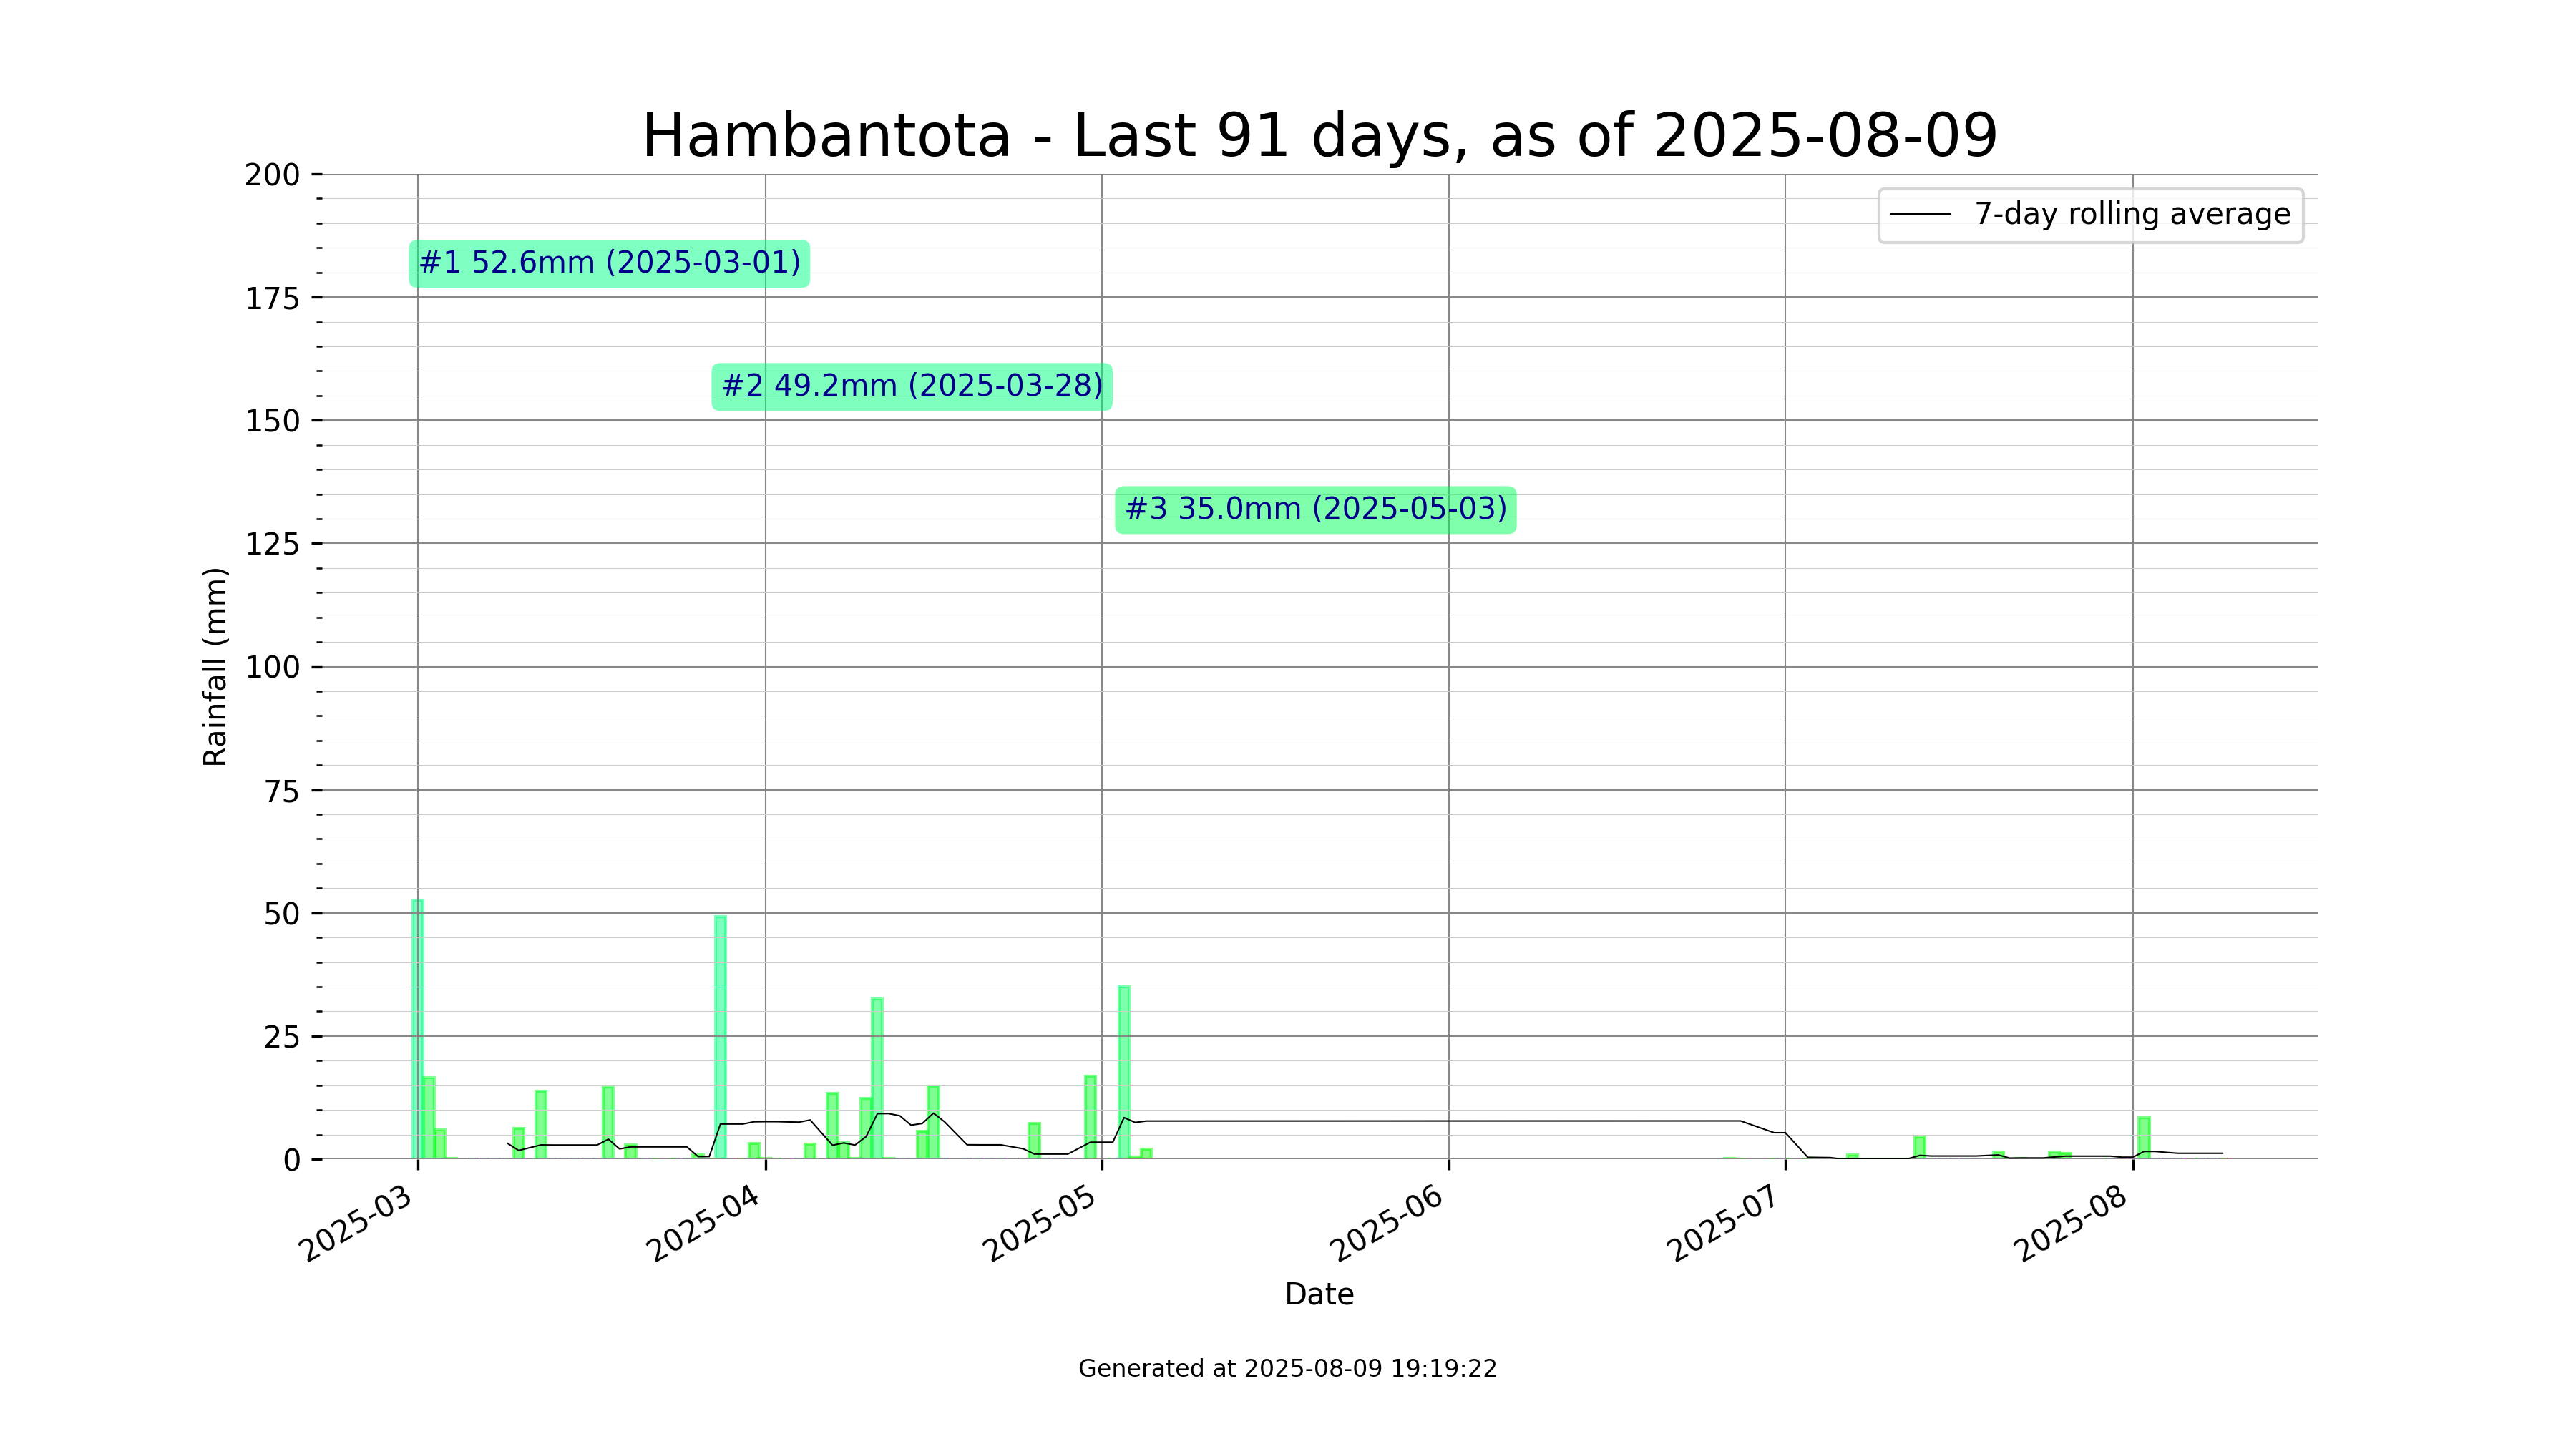 Hambantota - Last 91 days, as of 2025-08-09
7-day rolling average
#1 52.6mm (2025-03-01)
#2 49.2mm (2025-03-28)
#3 35.0mm (2025-05-03)
Rainfall (mm)
200
175
150
125
100
75
50
25
0
2025-03
2025-04
2025-05
2025-06
2025-07
2025-08
Date
Generated at 2025-08-09 19:19:22